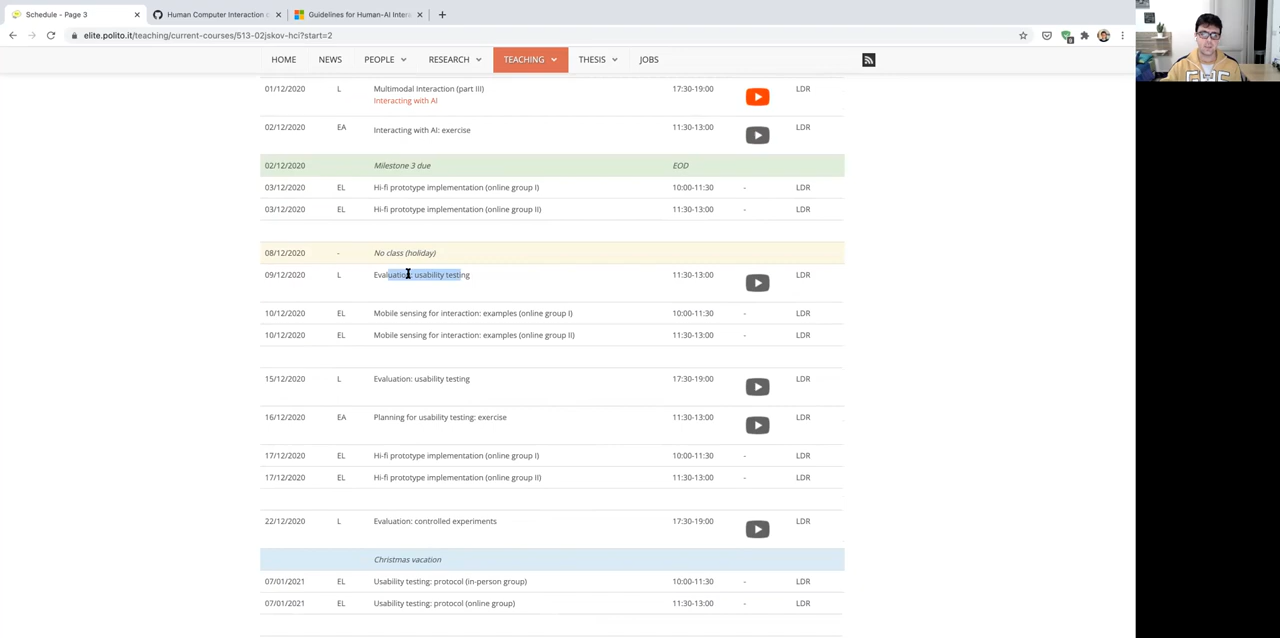 Schedule - Page 3
Human Computer Interaction c
Guidelines for Human-AI Inter
elite.polito.it/teaching/current-courses/513-02jskov-hci?start=2
HOME NEWS PEOPLE RESEARCH TEACHING THESIS JOBS
01/12/2020 L Multimodal Interaction (part III) 17:30-19:00 LDR
Interacting with AI
02/12/2020 EA Interacting with AI: exercise 11:30-13:00 LDR
02/12/2020 Milestone 3 due EOD
03/12/2020 EL Hi-fi prototype implementation (online group I) 10:00-11:30 - LDR
03/12/2020 EL Hi-fi prototype implementation (online group II) 11:30-13:00 - LDR
08/12/2020 - No class (holiday)
09/12/2020 L Evaluation: usability testing 11:30-13:00 LDR
10/12/2020 EL Mobile sensing for interaction: examples (online group I) 10:00-11:30 - LDR
10/12/2020 EL Mobile sensing for interaction: examples (online group II) 11:30-13:00 - LDR
15/12/2020 L Evaluation: usability testing 17:30-19:00 LDR
16/12/2020 EA Planning for usability testing: exercise 11:30-13:00 LDR
17/12/2020 EL Hi-fi prototype implementation (online group I) 10:00-11:30 - LDR
17/12/2020 EL Hi-fi prototype implementation (online group II) 11:30-13:00 - LDR
22/12/2020 L Evaluation: controlled experiments 17:30-19:00 LDR
Christmas vacation
07/01/2021 EL Usability testing: protocol (in-person group) 10:00-11:30 - LDR
07/01/2021 EL Usability testing: protocol (online group) 11:30-13:00 - LDR